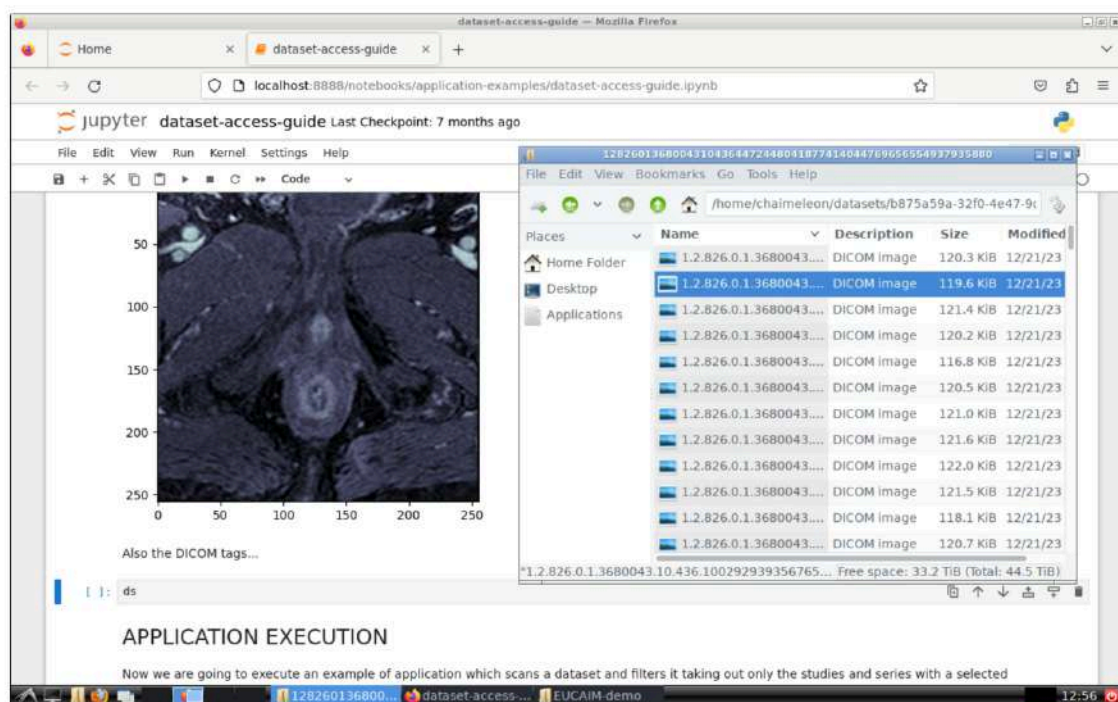 dataset-access-guide — Mozilla Firefox
Home
dataset-access-guide
localhost:8888/notebooks/application-examples/dataset-access-guide.ipynb
jupyter dataset-access-guide Last Checkpoint: 7 months ago
File Edit View Run Kernel Settings Help
Code
50
100
150
200
250
0 50 100 150 200 250
Also the DICOM tags...
[ ]: ds
APPLICATION EXECUTION
Now we are going to execute an example of application which scans a dataset and filters it taking out only the studies and series with a selected
File Edit View Bookmarks Go Tools Help
/home/chaimeleon/datasets/b875a59a-32f0-4e47-9c
Places
Home Folder
Desktop
Applications
Name Description Size Modified
1.2.826.0.1.3680043.... DICOM image 120.3 KiB 12/21/23
1.2.826.0.1.3680043.... DICOM image 119.6 KiB 12/21/23
1.2.826.0.1.3680043.... DICOM image 121.4 KiB 12/21/23
1.2.826.0.1.3680043.... DICOM image 120.2 KiB 12/21/23
1.2.826.0.1.3680043.... DICOM image 116.8 KiB 12/21/23
1.2.826.0.1.3680043.... DICOM image 120.5 KiB 12/21/23
1.2.826.0.1.3680043.... DICOM image 121.0 KiB 12/21/23
1.2.826.0.1.3680043.... DICOM image 121.6 KiB 12/21/23
1.2.826.0.1.3680043.... DICOM image 122.0 KiB 12/21/23
1.2.826.0.1.3680043.... DICOM image 121.5 KiB 12/21/23
1.2.826.0.1.3680043.... DICOM image 118.1 KiB 12/21/23
1.2.826.0.1.3680043.... DICOM image 120.7 KiB 12/21/23
"1.2.826.0.1.3680043.10.436.100292939356765... Free space: 33.2 TiB (Total: 44.5 TiB)
128260136800... dataset-access-... EUCAIM-demo 12:56